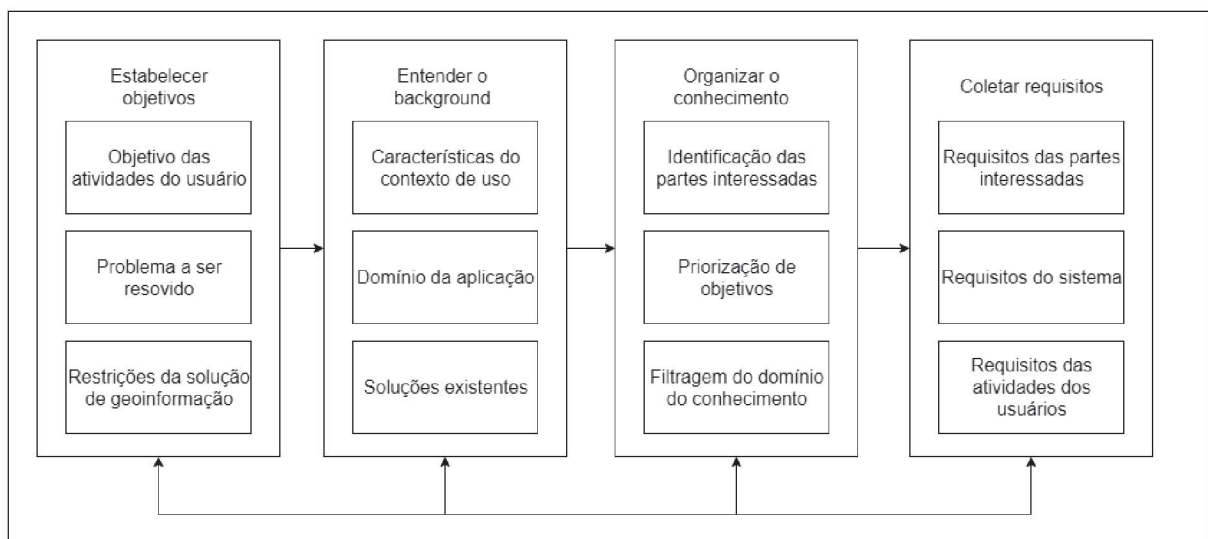 Estabelecer
objetivos
Objetivo das
atividades do usuário
Problema a ser
resovido
Restrições da solução
de geoinformação
Entender o
background
Características do
contexto de uso
Domínio da aplicação
Soluções existentes
Organizar o
conhecimento
Identificação das
partes interessadas
Priorização de
objetivos
Filtragem do domínio
do conhecimento
Coletar requisitos
Requisitos das partes
interessadas
Requisitos do sistema
Requisitos das
atividades dos
usuários